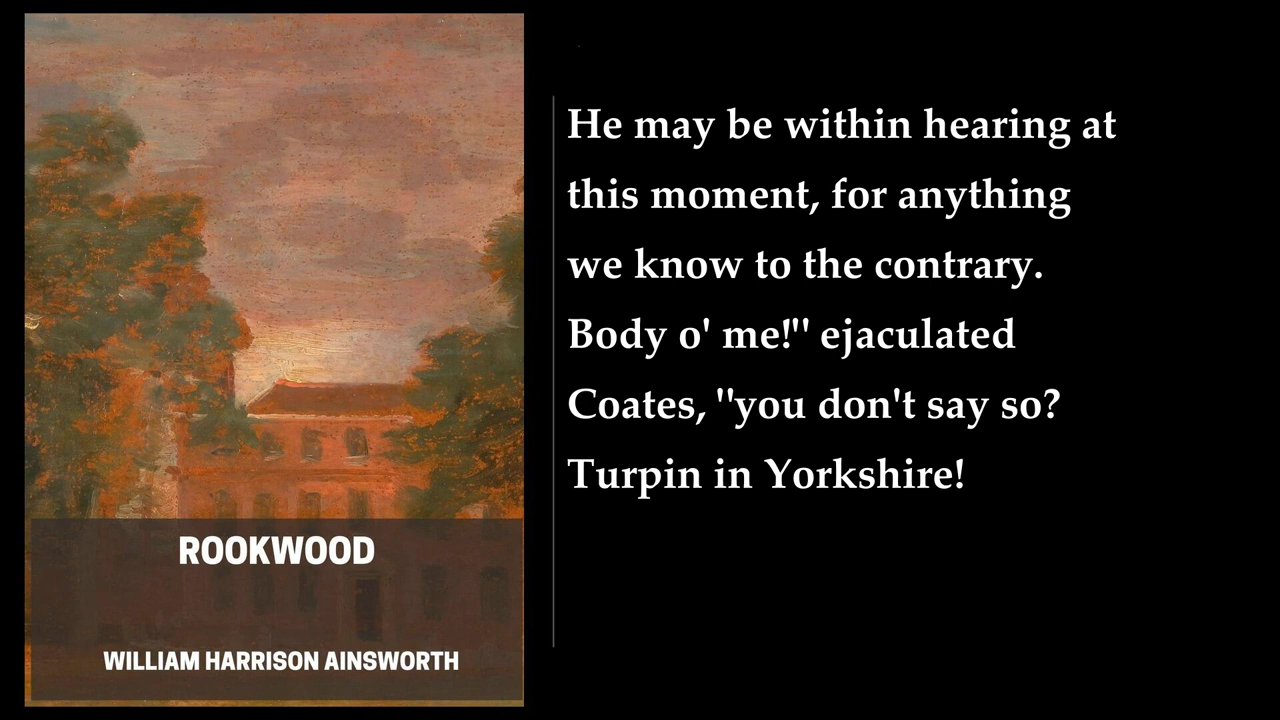 He may be within hearing at
this moment, for anything
we know to the contrary.
Body o' me!" ejaculated
Coates, "you don't say so?
Turpin in Yorkshire!
ROOKWOOD
WILLIAM HARRISON AINSWORTH